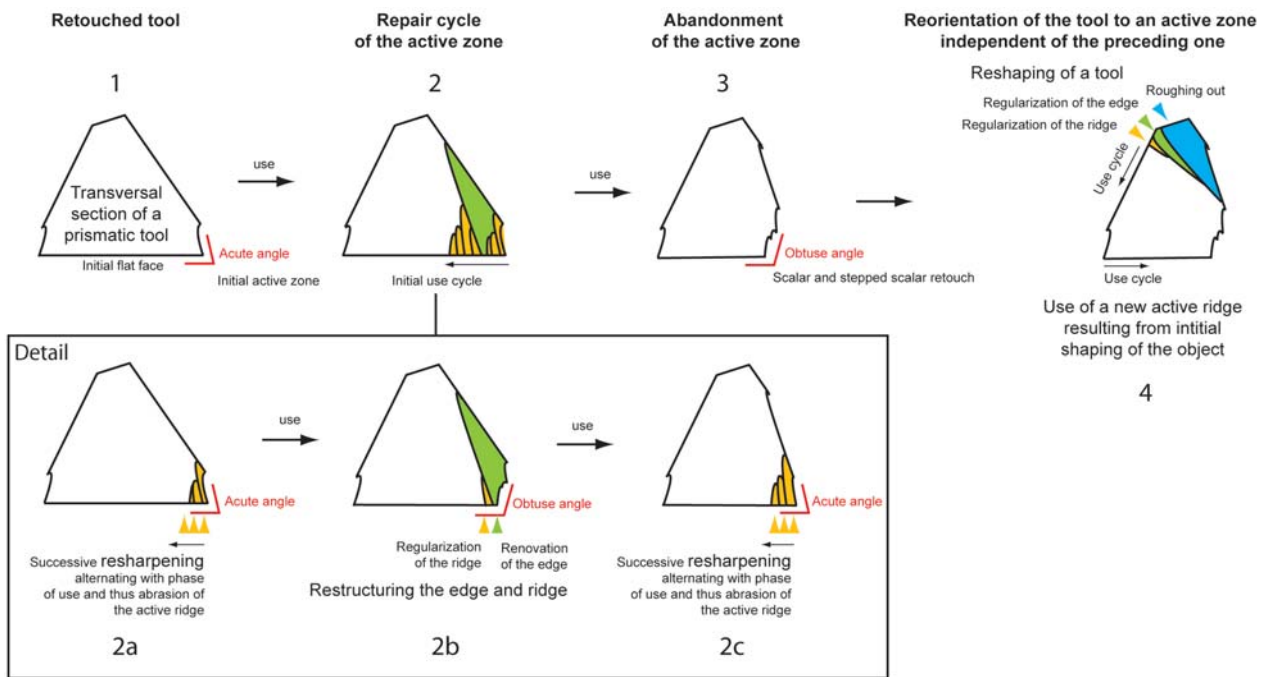 Retouched tool
1
Repair cycle
of the active zone
2
Abandonment
of the active zone
3
Reorientation of the tool to an active zone
independent of the preceding one
Reshaping of a tool
Roughing out
Regularization of the edge
Regularization of the ridge
Use cycle
Use cycle
Use of a new active ridge
resulting from intitial
shaping of the object
4
Transversal
section of a
prismatic tool
Initial flat face
Acute angle
Initial active zone
use
Initial use cycle
use
Obtuse angle
Scalar and stepped scalar retouch
Detail
Acute angle
Successive resharpening
alternating with phase
of use and thus abrasion of
the active ridge
2a
use
Obtuse angle
Regularization
of the ridge
Renovation
of the edge
Restructuring the edge and ridge
2b
use
Acute angle
Successive resharpening
alternating with phase
of use and thus abrasion of
the active ridge
2c